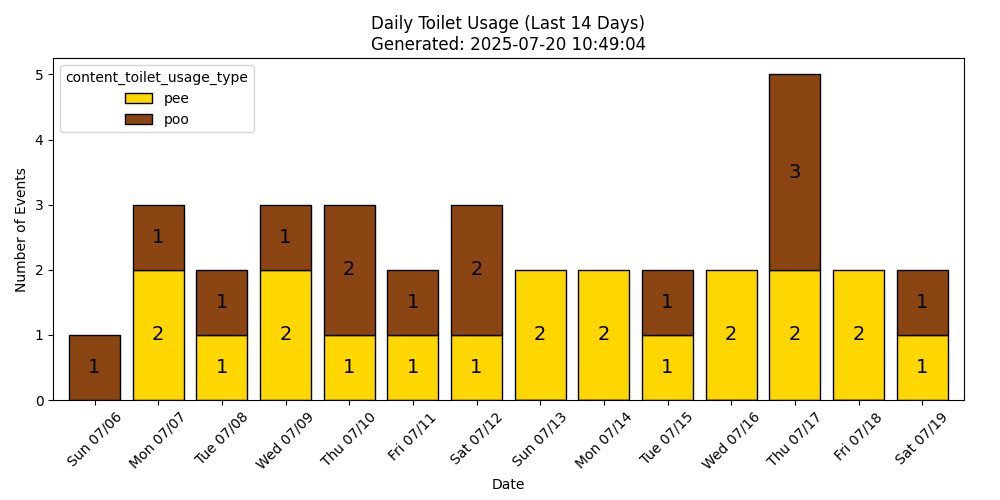 Daily Toilet Usage (Last 14 Days)
Generated: 2025-07-20 10:49:04
content_toilet_usage_type
pee
poo
Number of Events
5
4
3
2
1
0
1
2
1
1
1
2
1
1
2
1
1
1
2
2
2
1
1
2
2
3
2
1
1
Sun 07/06
Mon 07/07
Tue 07/08
Wed 07/09
Thu 07/10
Fri 07/11
Sat 07/12
Sun 07/13
Mon 07/14
Tue 07/15
Wed 07/16
Thu 07/17
Fri 07/18
Sat 07/19
Date